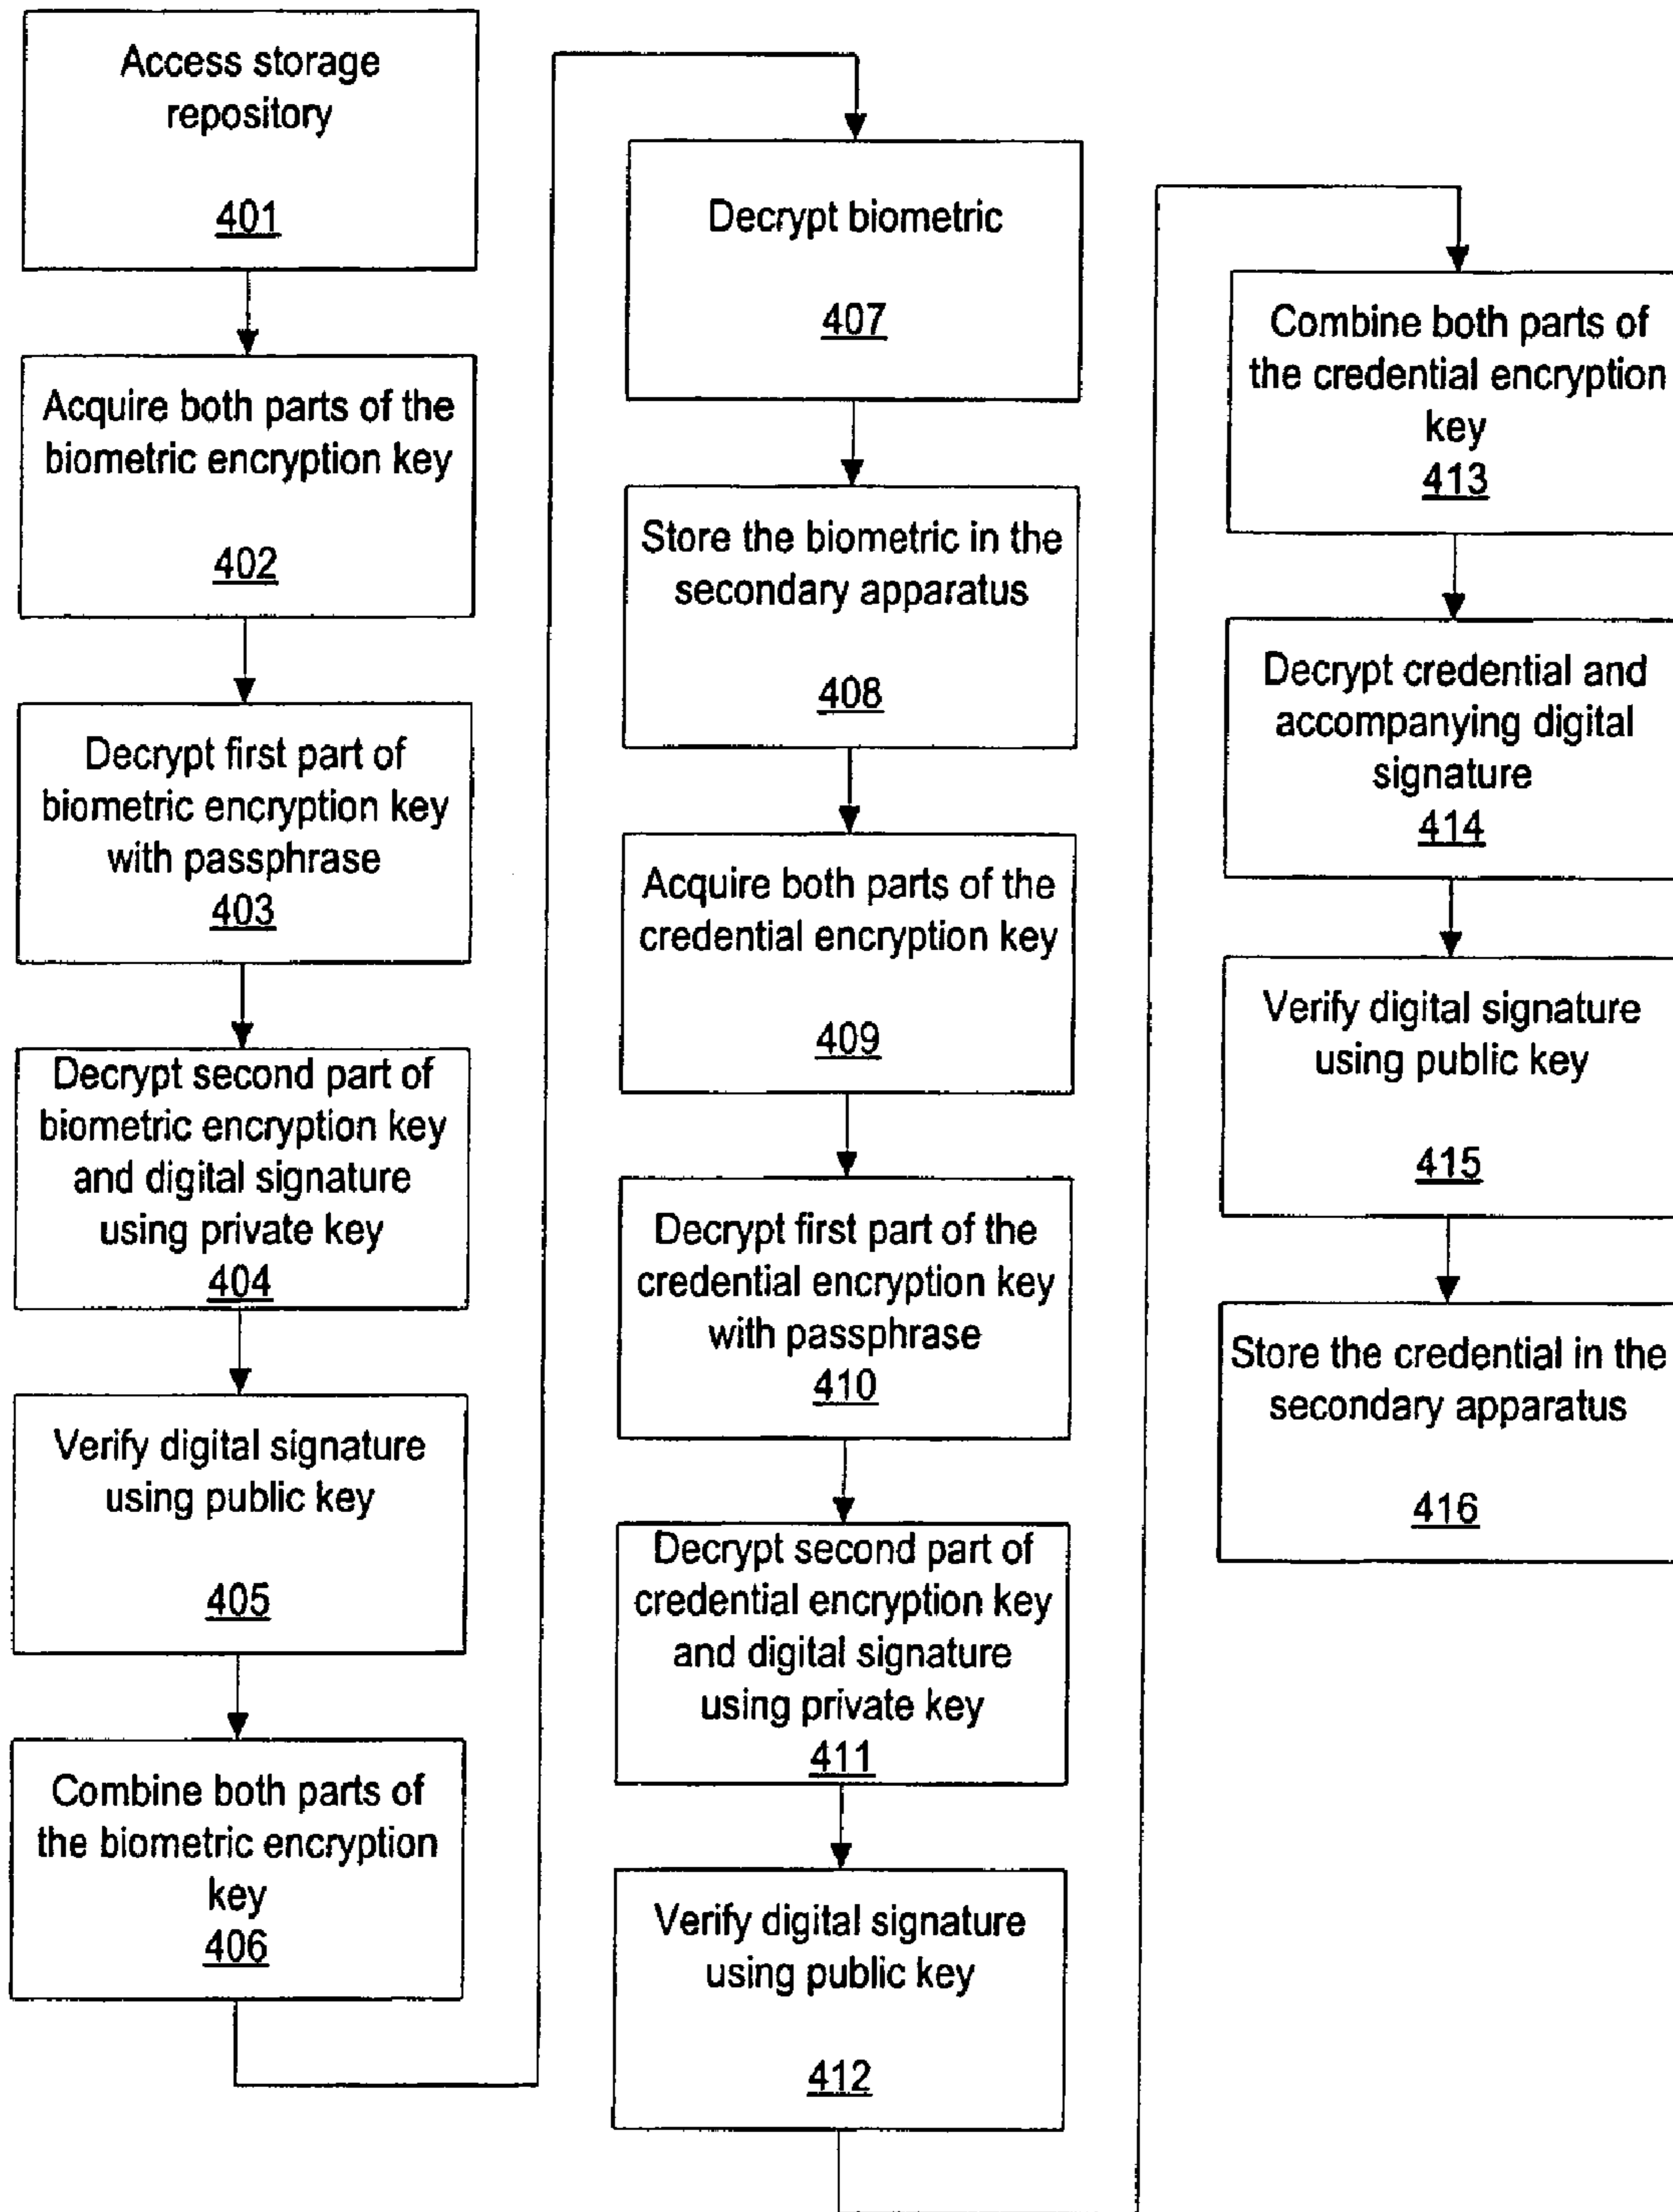 Access storage
repository
401
Acquire both parts of the
biometric encryption key
402
Decrypt first part of
biometric encryption key
with passphrase
403
Decrypt second part of
biometric encryption key
and digital signature
using private key
404
Verify digital signature
using public key
405
Combine both parts of
the biometric encryption
key
406
Decrypt biometric
407
Store the biometric in the
secondary apparatus
408
Acquire both parts of the
credential encryption key
409
Decrypt first part of the
credential encryption key
with passphrase
410
Decrypt second part of
credential encryption key
and digital signature
using private key
411
Verify digital signature
using public key
412
Combine both parts of
the credential encryption
key
413
Decrypt credential and
accompanying digital
signature
414
Verify digital signature
using public key
415
Store the credential in the
secondary apparatus
416